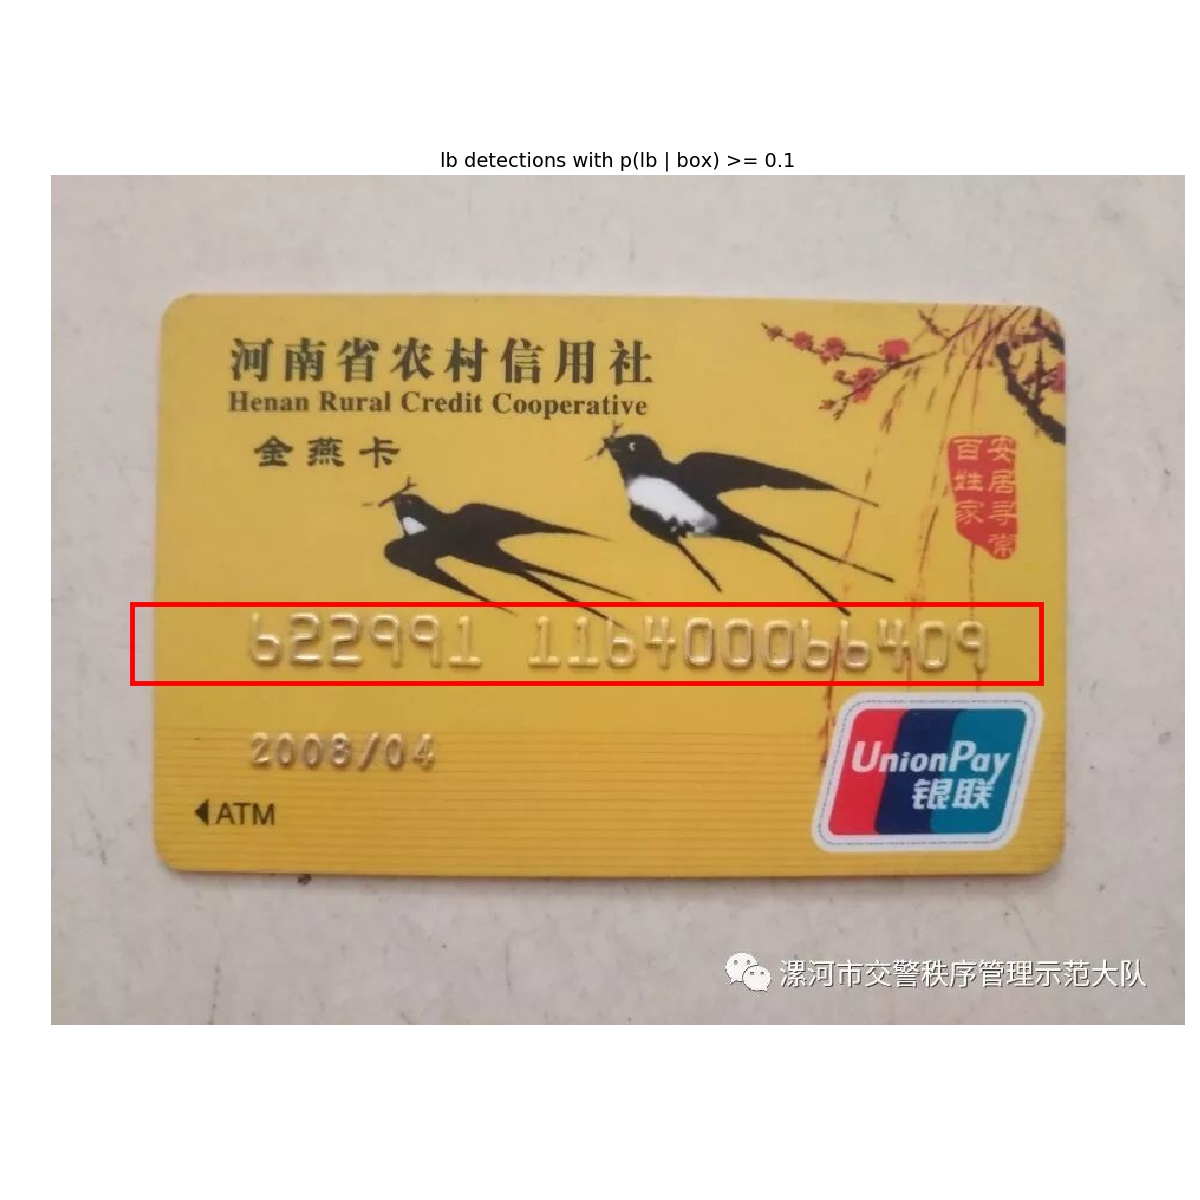 lb detections with p(lb | box) >= 0.1
河南省农村信用社
Henan Rural Credit Cooperative
金燕卡
安居寻常
百姓家
622991 116400066409
2008/04
ATM
UnionPay
银联
漯河市交警秩序管理示范大队